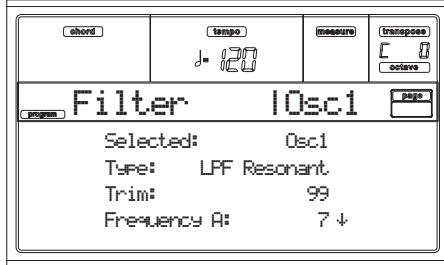 chord tempo measure transpose
♩= 120 C 0
octave
Filter |Osc1 page
program
Selected: Osc1
Type: LPF Resonant
Trim: 99
Frequency A: 7 ↓